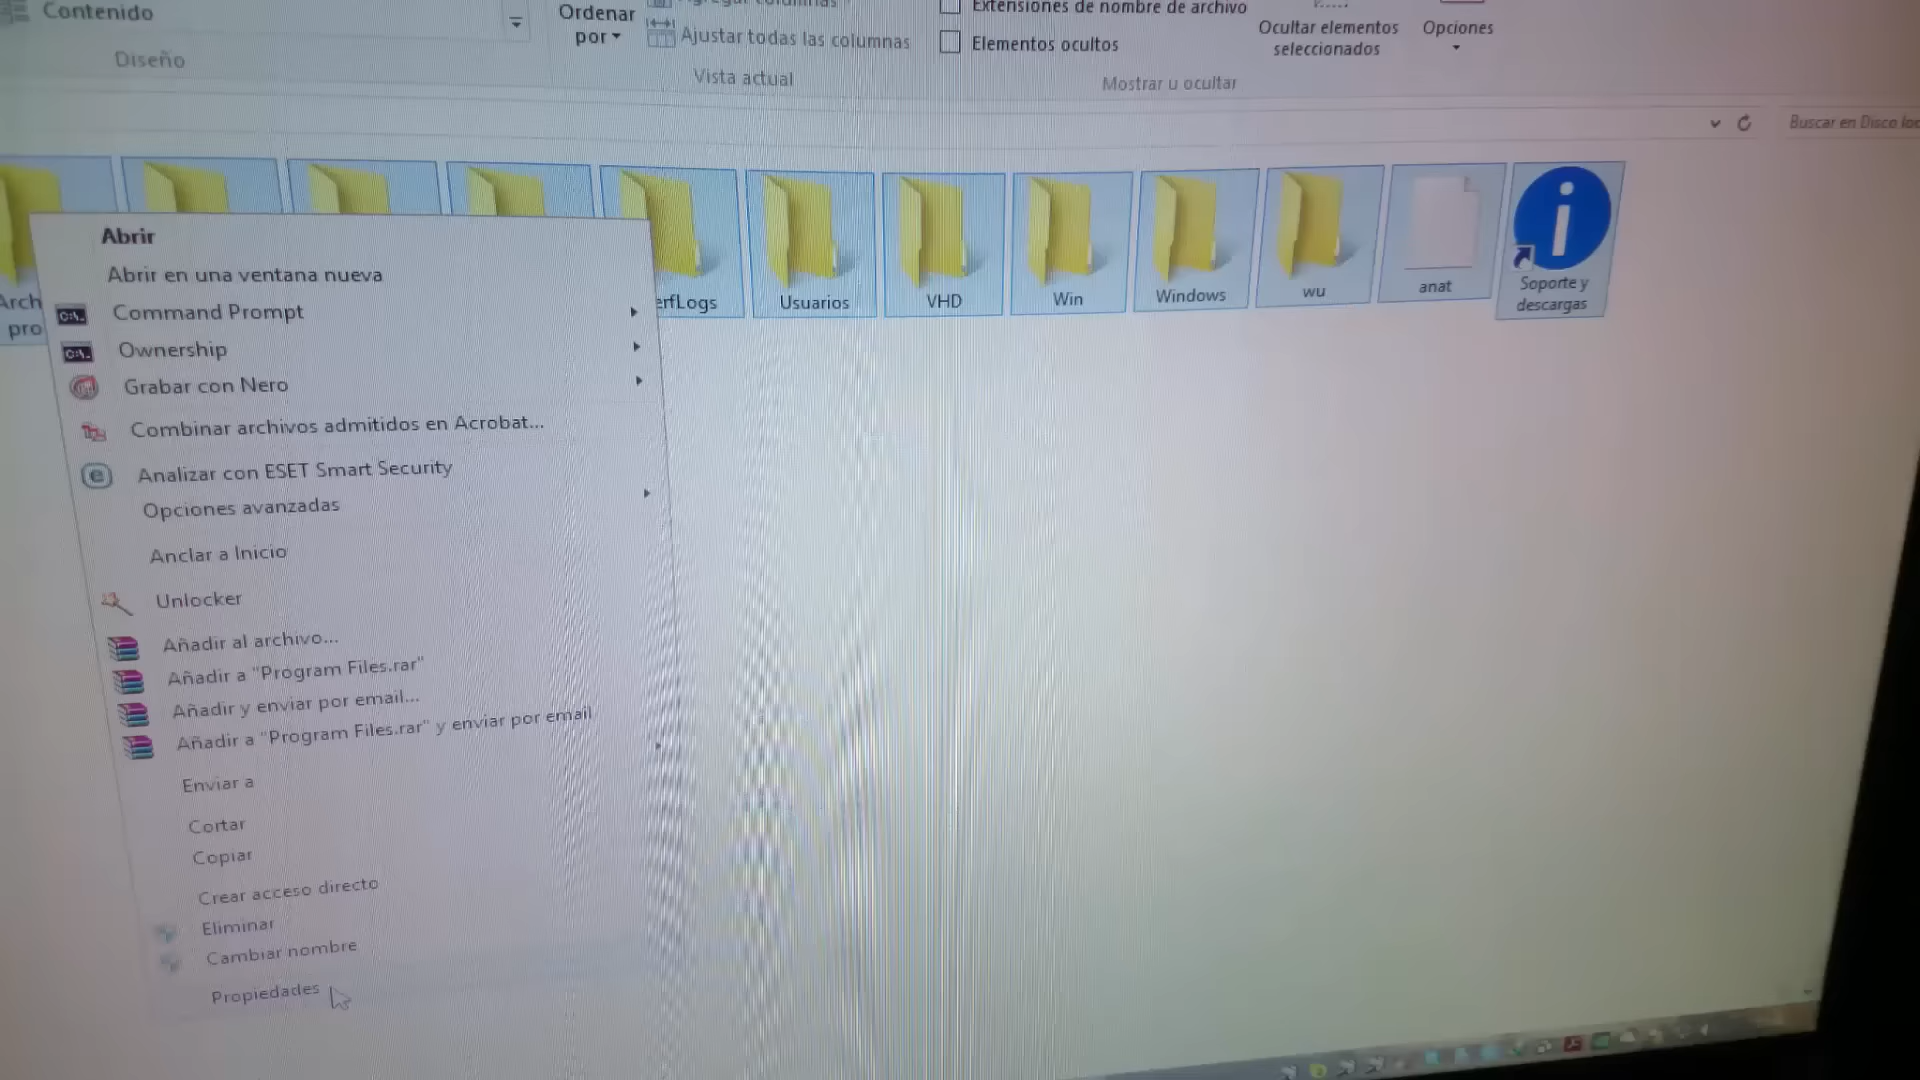 Contenido
Diseño
Ordenar
por
Ajustar todas las columnas
Vista actual
Extensiones de nombre de archivo
Elementos ocultos
Ocultar elementos
seleccionados
Opciones
Mostrar u ocultar
Buscar en Disco loc
Arch
pro
erfLogs
Usuarios
VHD
Win
Windows
wu
anat
Soporte y
descargas
Abrir
Abrir en una ventana nueva
Command Prompt
Ownership
Grabar con Nero
Combinar archivos admitidos en Acrobat...
Analizar con ESET Smart Security
Opciones avanzadas
Anclar a Inicio
Unlocker
Añadir al archivo...
Añadir a "Program Files.rar"
Añadir y enviar por email...
Añadir a "Program Files.rar" y enviar por email
Enviar a
Cortar
Copiar
Crear acceso directo
Eliminar
Cambiar nombre
Propiedades